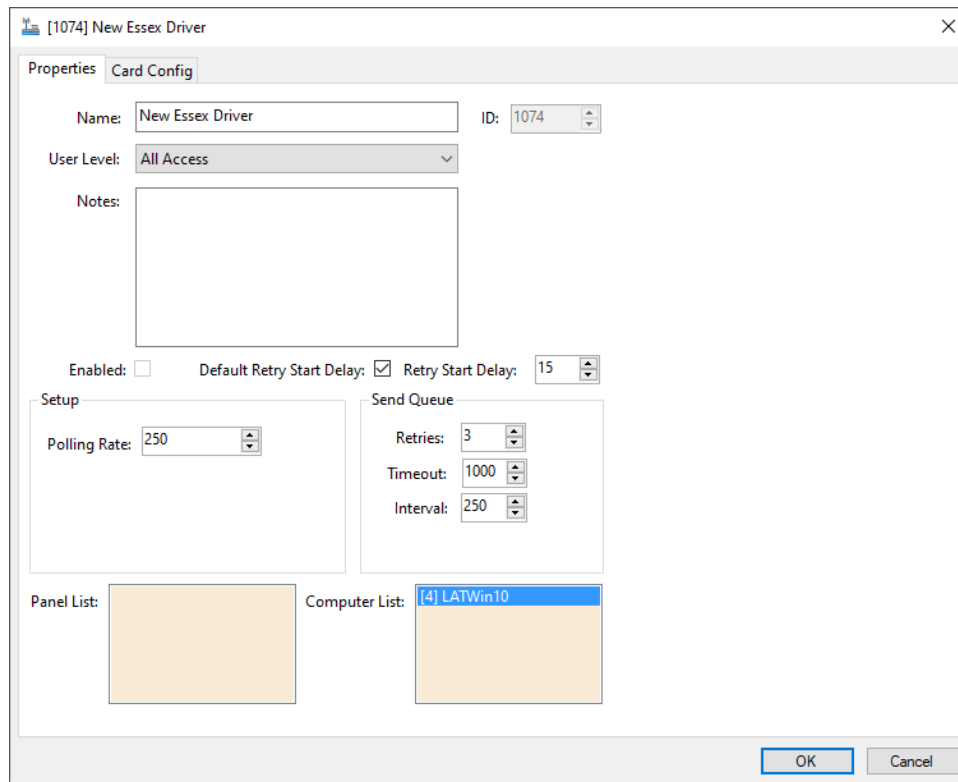 [1074] New Essex Driver
Properties Card Config
Name: New Essex Driver ID: 1074
User Level: All Access
Notes:
Enabled: Default Retry Start Delay: Retry Start Delay: 15
Setup Send Queue
Polling Rate: 250 Retries: 3
Timeout: 1000
Interval: 250
Panel List: Computer List: [4] LATWin10
OK Cancel